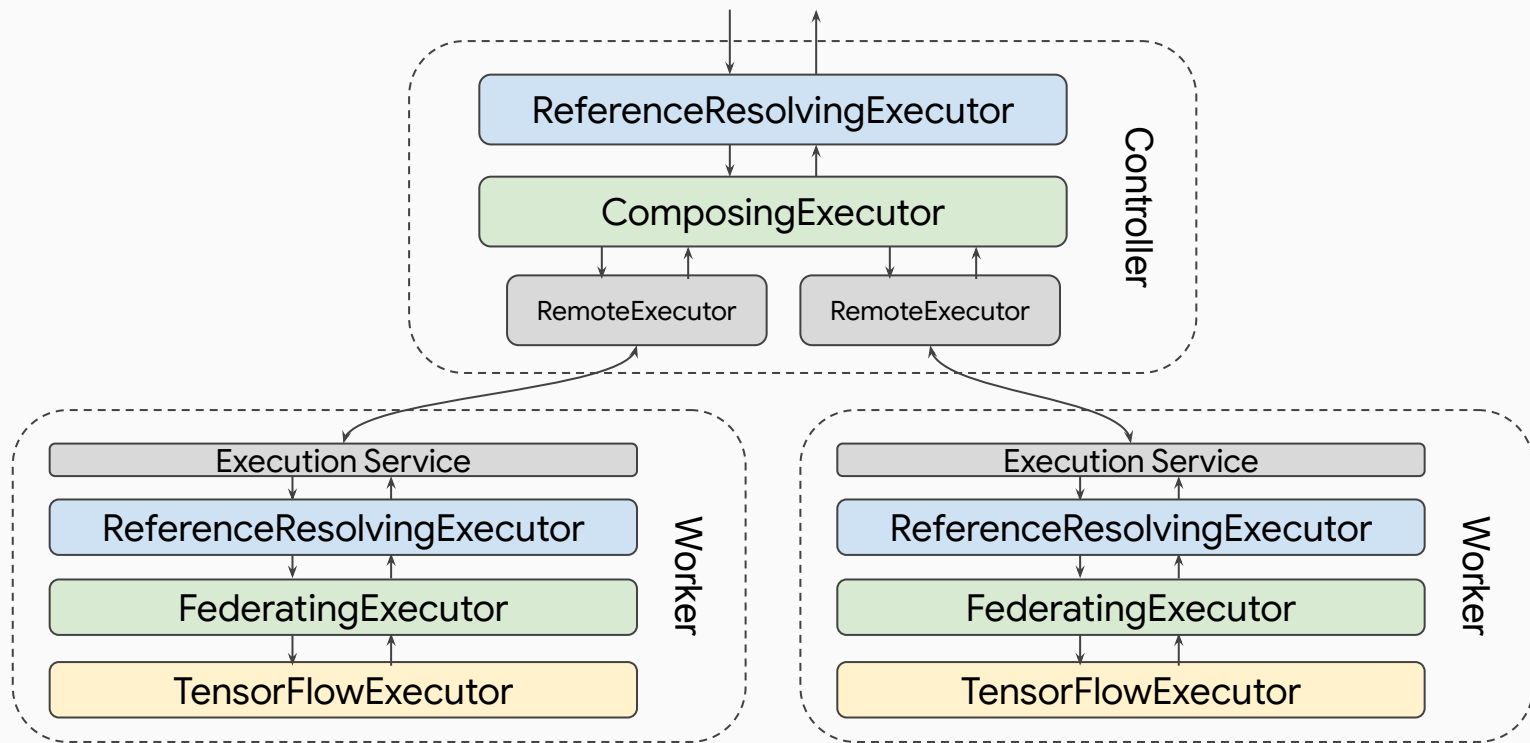 ReferenceResolvingExecutor
Controller
ComposingExecutor
RemoteExecutor
RemoteExecutor
Execution Service
ReferenceResolvingExecutor
Worker
FederatingExecutor
TensorFlowExecutor
Execution Service
ReferenceResolvingExecutor
Worker
FederatingExecutor
TensorFlowExecutor